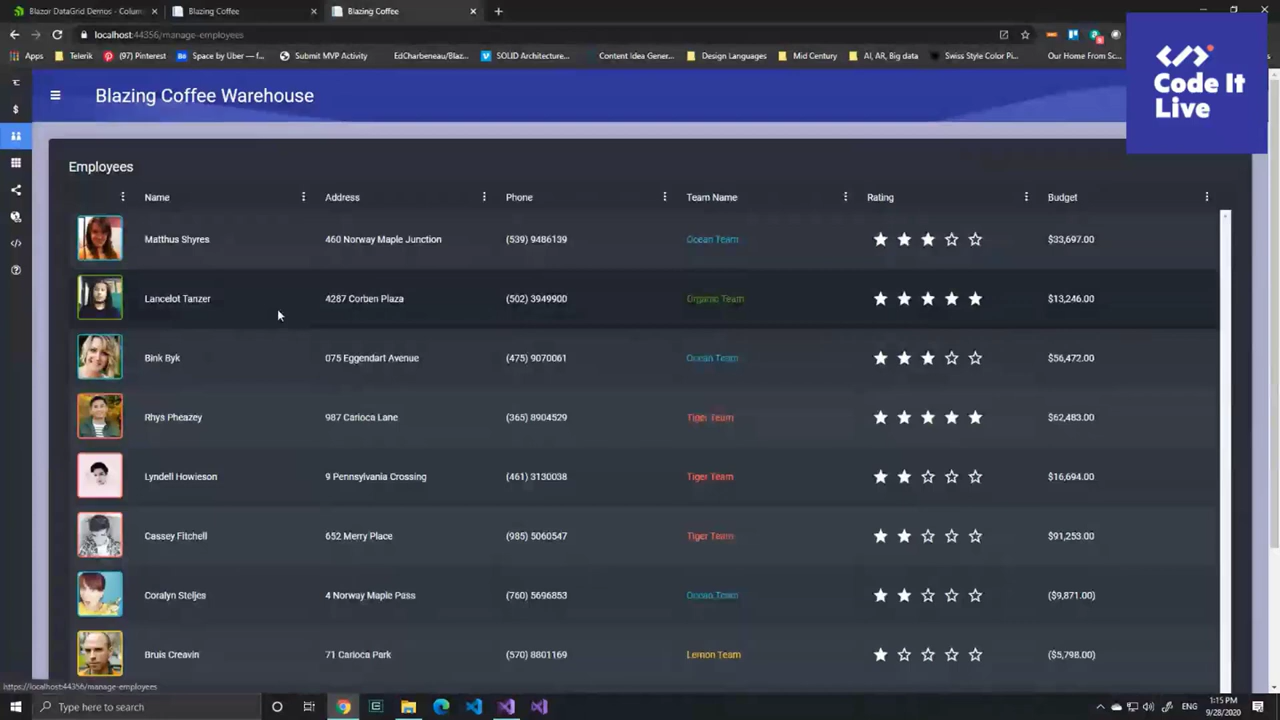 Blazor DataGrid Demos - Colum
Blazing Coffee
Blazing Coffee
localhost:44356/manage-employees
Apps
Telerik
(97) Pinterest
Space by Uber — f...
Submit MVP Activity
EdCharbeneau/Blaz...
SOLID Architecture...
Content Idea Gener...
Design Languages
Mid Century
AI, AR, Big data
Swiss Style Color Pi...
Our Home From Sc...
Code It
Live
Blazing Coffee Warehouse
Employees
Name Address Phone Team Name Rating Budget
Matthus Shyres 460 Norway Maple Junction (539) 9486139 Ocean Team $33,697.00
Lancelot Tanzer 4287 Corben Plaza (502) 3949900 Organic Team $13,246.00
Bink Byk 075 Eggendart Avenue (475) 9070061 Ocean Team $56,472.00
Rhys Pheazey 987 Carioca Lane (365) 8904529 Tiger Team $62,483.00
Lyndell Howieson 9 Pennsylvania Crossing (461) 3130038 Tiger Team $16,694.00
Cassey Fitchell 652 Merry Place (985) 5060547 Tiger Team $91,253.00
Coralyn Steljes 4 Norway Maple Pass (760) 5696853 Ocean Team ($9,871.00)
Bruis Creavin 71 Carioca Park (570) 8801169 Lemon Team ($5,798.00)
https://localhost:44356/manage-employees
Type here to search
ENG
1:15 PM
9/28/2020